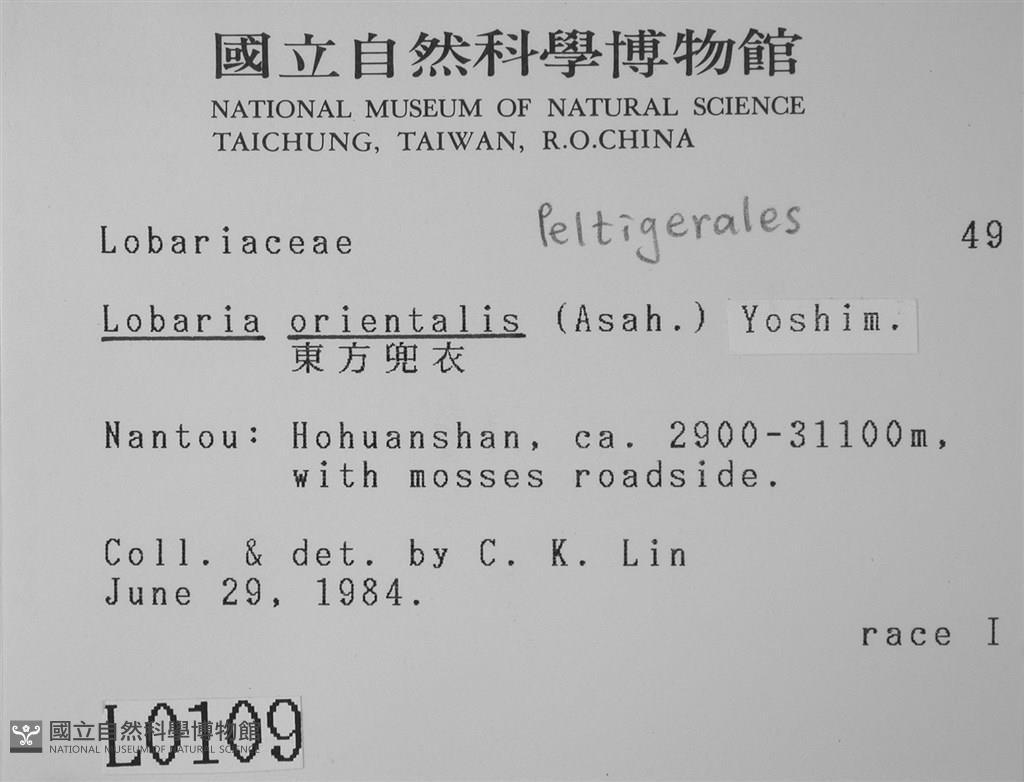 國立自然科學博物館
NATIONAL MUSEUM OF NATURAL SCIENCE
TAICHUNG, TAIWAN, R.O.CHINA
Lobariaceae Peltigerales 49
Lobaria orientalis (Asah.) Yoshim.
東方兜衣
Nantou: Hohuanshan, ca. 2900-31100m,
with mosses roadside.
Coll. & det. by C. K. Lin
June 29, 1984.
race I
L0109
國立自然科學博物館
NATIONAL MUSEUM OF NATURAL SCIENCE